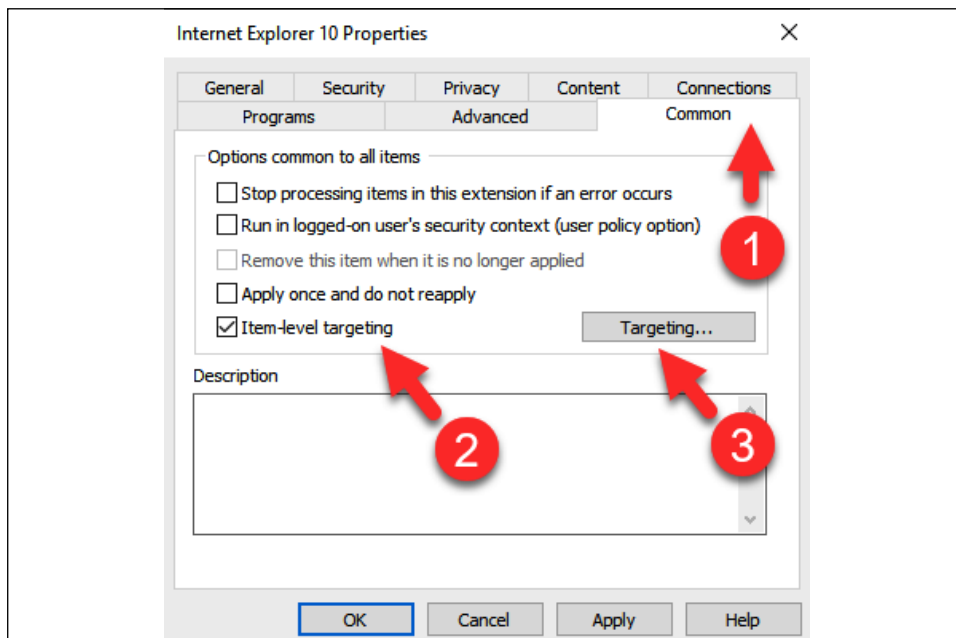 Internet Explorer 10 Properties
General Security Privacy Content Connections
Programs Advanced Common
Options common to all items
Stop processing items in this extension if an error occurs
Run in logged-on user's security context (user policy option)
1
Remove this item when it is no longer applied
Apply once and do not reapply
Item-level targeting Targeting...
Description
2 3
OK Cancel Apply Help